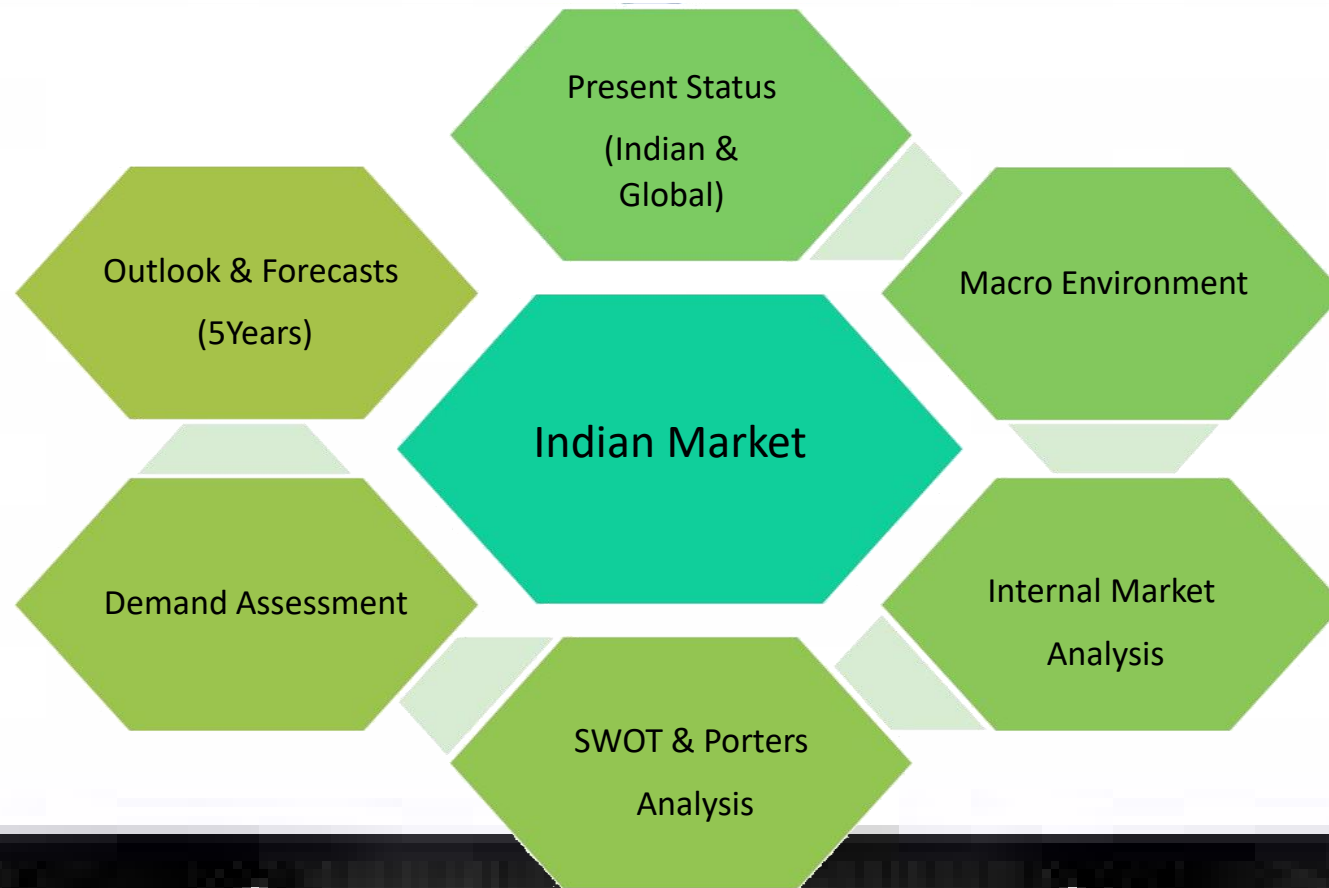 Present Status
(Indian &
Global)
Macro Environment
Internal Market
Analysis
SWOT & Porters
Analysis
Demand Assessment
Outlook & Forecasts
(5Years)
Indian Market